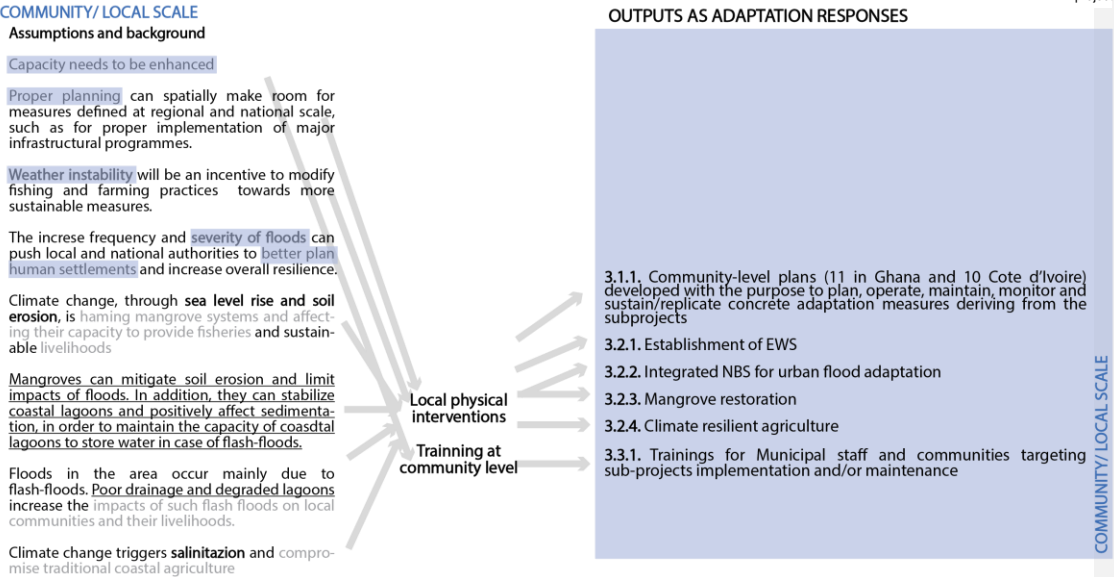 COMMUNITY/ LOCAL SCALE
Assumptions and background
Capacity needs to be enhanced
Proper planning can spatially make room for
measures defined at regional and national scale,
such as for proper implementation of major
infrastructural programmes.
Weather instability will be an incentive to modify
fishing and farming practices towards more
sustainable measures.
The increse frequency and severity of floods can
push local and national authorities to better plan
human settlements and increase overall resilience.
Climate change, through sea level rise and soil
erosion, is haming mangrove systems and affect-
ing their capacity to provide fisheries and sustain-
able livelihoods
Mangroves can mitigate soil erosion and limit
impacts of floods. In addition, they can stabilize
coastal lagoons and positively affect sedimenta-
tion, in order to maintain the capacity of coasdtal
lagoons to store water in case of flash-floods.
Floods in the area occur mainly due to
flash-floods. Poor drainage and degraded lagoons
increase the impacts of such flash floods on local
communities and their livelihoods.
Climate change triggers salinitazion and compro-
mise traditional coastal agriculture
Local physical
interventions
Trainning at
community level
OUTPUTS AS ADAPTATION RESPONSES
3.1.1. Community-level plans (11 in Ghana and 10 Cote d'Ivoire)
developed with the purpose to plan, operate, maintain, monitor and
sustain/replicate concrete adaptation measures deriving from the
subprojects
3.2.1. Establishment of EWS
3.2.2. Integrated NBS for urban flood adaptation
3.2.3. Mangrove restoration
3.2.4. Climate resilient agriculture
3.3.1. Trainings for Municipal staff and communities targeting
sub-projects implementation and/or maintenance
COMMUNITY/ LOCAL SCALE